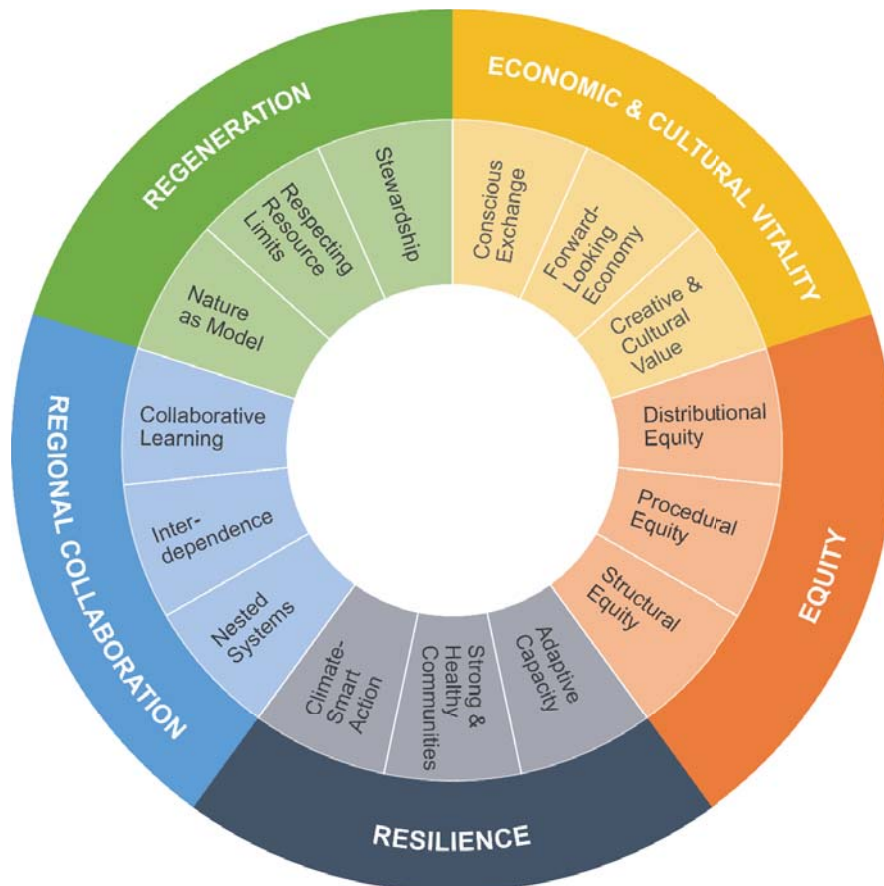 REGENERATION
Stewardship
Respecting
Resource
Limits
Nature
as Model
ECONOMIC & CULTURAL VITALITY
Conscious
Exchange
Forward-
Looking
Economy
Creative &
Cultural
Value
EQUITY
Distributional
Equity
Procedural
Equity
Structural
Equity
RESILIENCE
Adaptive
Capacity
Strong &
Healthy
Communities
Climate-
Smart
Action
REGIONAL COLLABORATION
Nested
Systems
Inter-
dependence
Collaborative
Learning